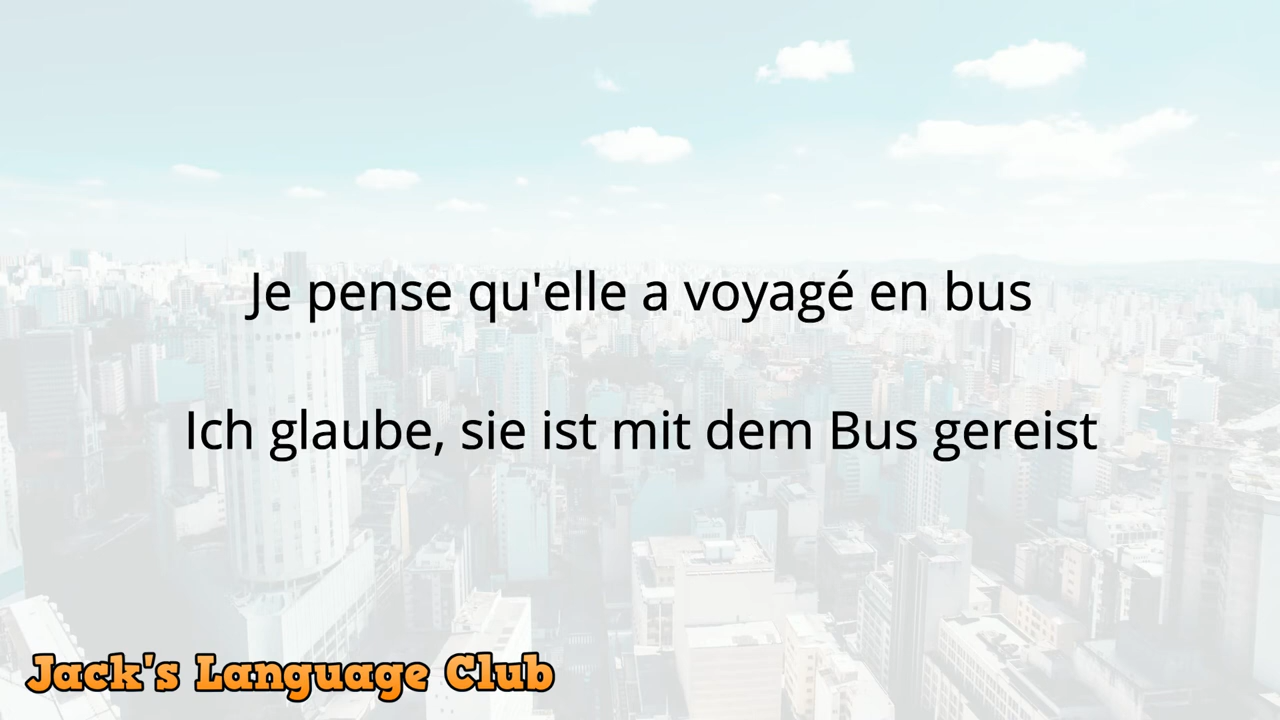 Je pense qu'elle a voyagé en bus
Ich glaube, sie ist mit dem Bus gereist
Jack's Language Club